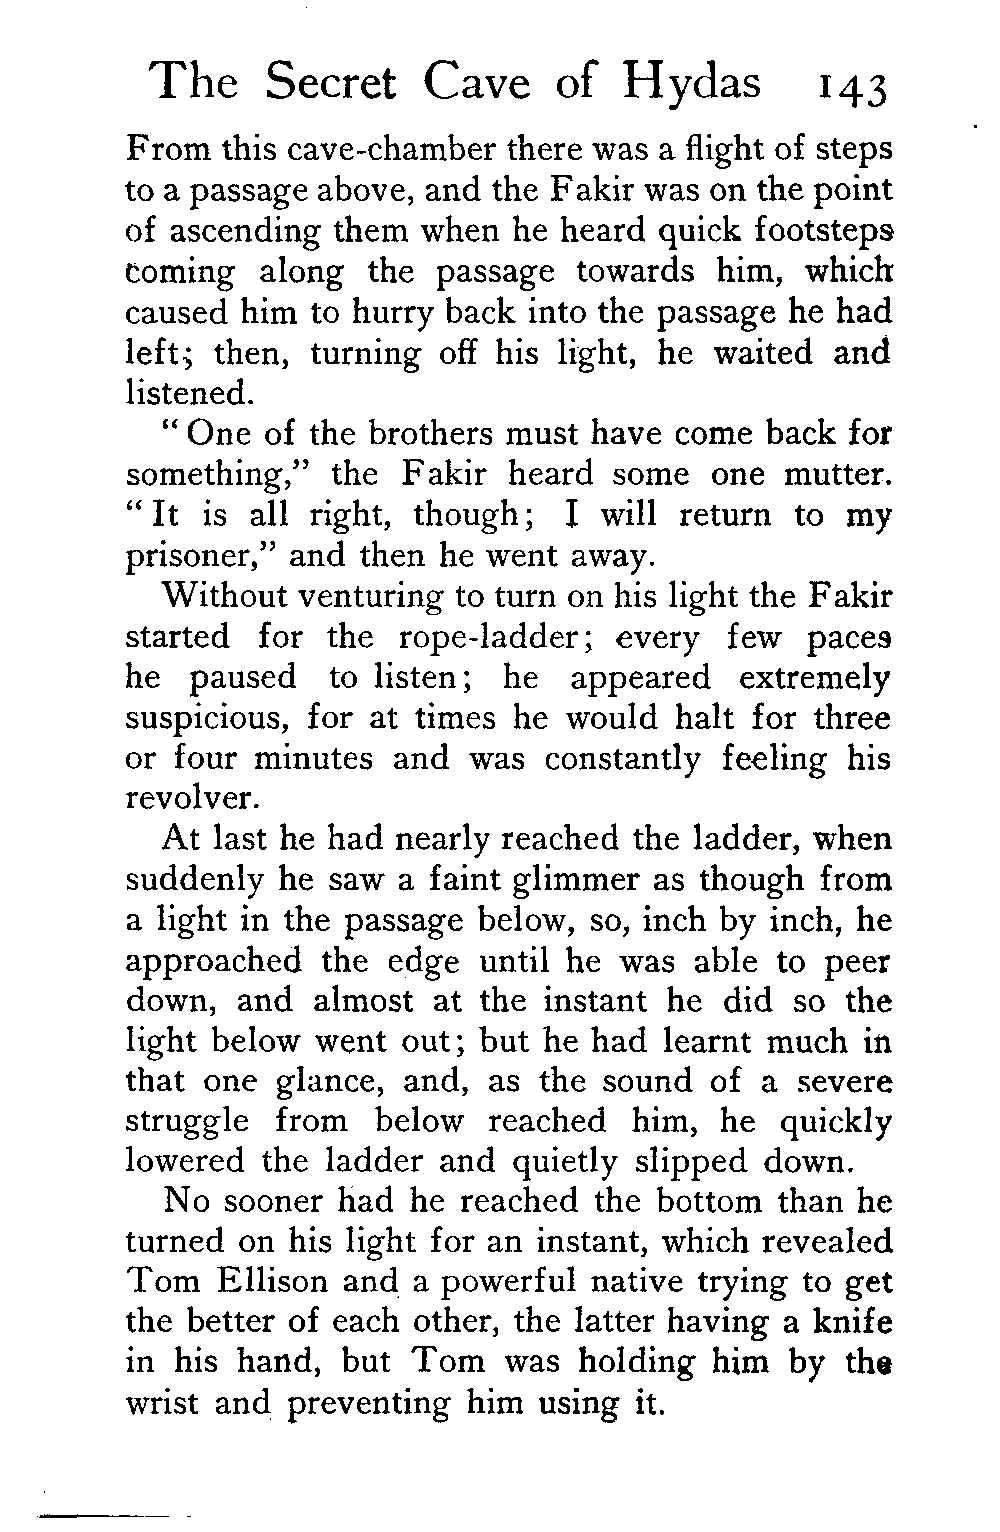 The Secret Cave of Hydas 143
From this cave-chamber there was a flight of steps
to a passage above, and the Fakir was on the point
of ascending them when he heard quick footsteps
coming along the passage towards him, which
caused him to hurry back into the passage he had
left; then, turning off his light, he waited and
listened.
"One of the brothers must have come back for
something," the Fakir heard some one mutter.
"It is all right, though; I will return to my
prisoner," and then he went away.
Without venturing to turn on his light the Fakir
started for the rope-ladder; every few paces
he paused to listen; he appeared extremely
suspicious, for at times he would halt for three
or four minutes and was constantly feeling his
revolver.
At last he had nearly reached the ladder, when
suddenly he saw a faint glimmer as though from
a light in the passage below, so, inch by inch, he
approached the edge until he was able to peer
down, and almost at the instant he did so the
light below went out; but he had learnt much in
that one glance, and, as the sound of a severe
struggle from below reached him, he quickly
lowered the ladder and quietly slipped down.
No sooner had he reached the bottom than he
turned on his light for an instant, which revealed
Tom Ellison and a powerful native trying to get
the better of each other, the latter having a knife
in his hand, but Tom was holding him by the
wrist and preventing him using it.